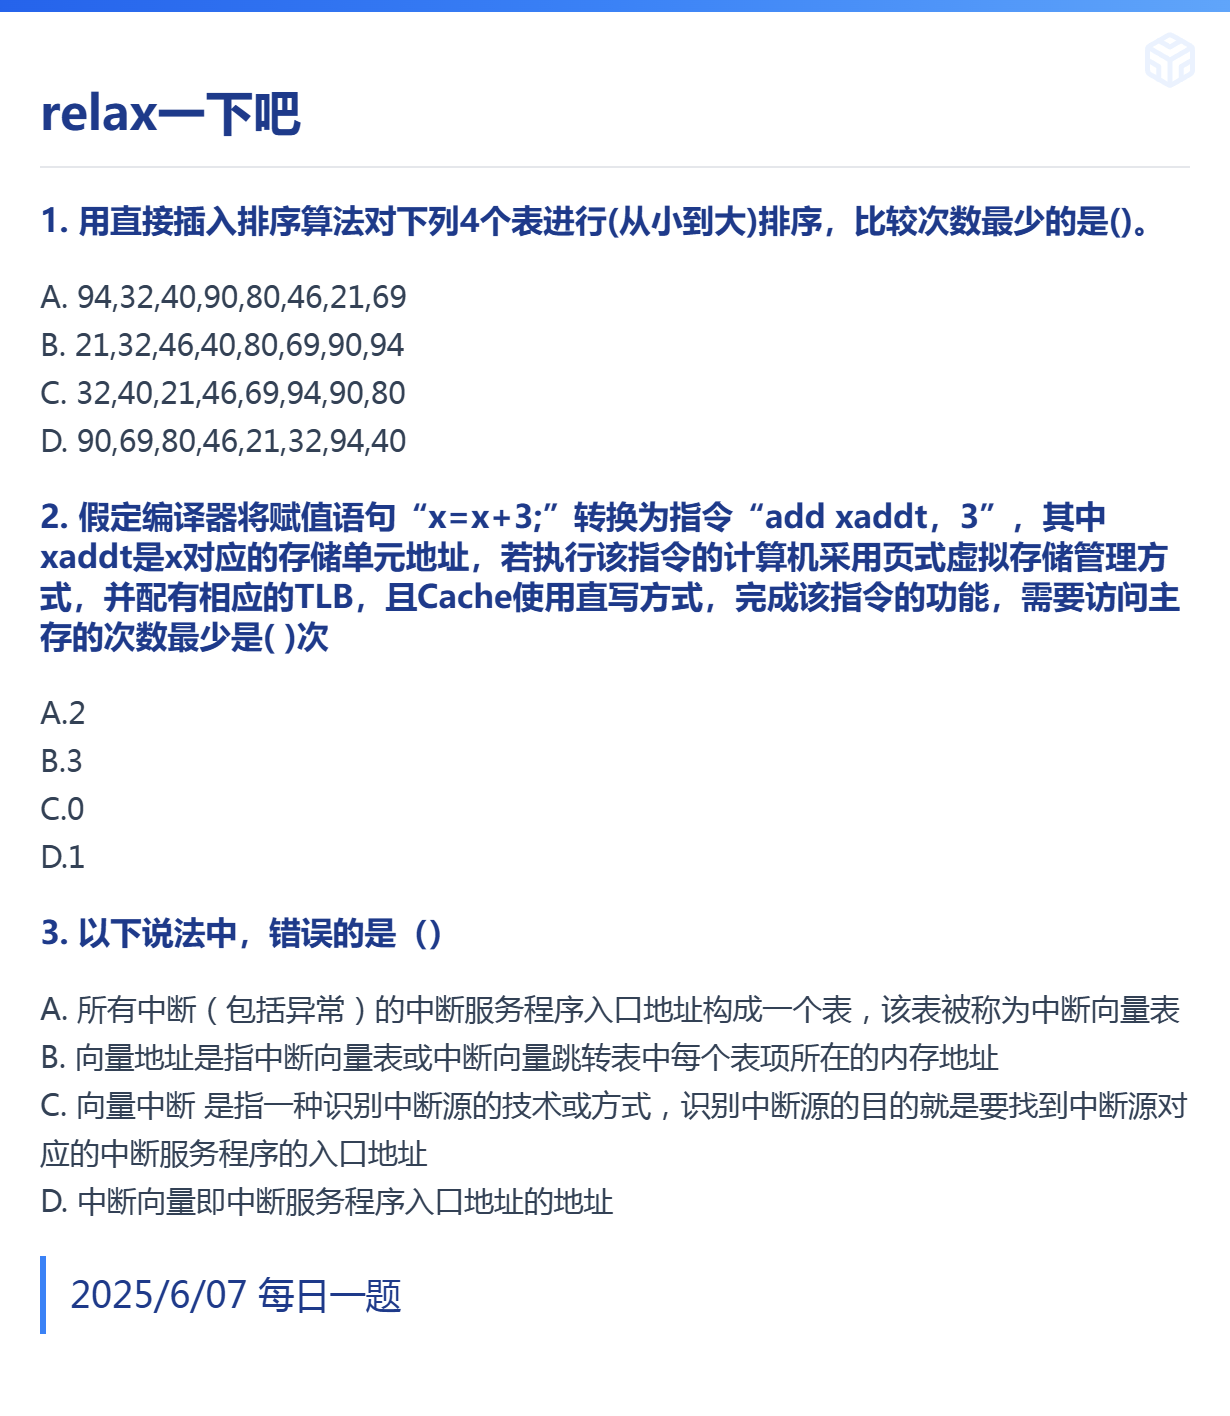 relax一下吧
1. 用直接插入排序算法对下列4个表进行(从小到大)排序，比较次数最少的是()。
A. 94,32,40,90,80,46,21,69
B. 21,32,46,40,80,69,90,94
C. 32,40,21,46,69,94,90,80
D. 90,69,80,46,21,32,94,40
2. 假定编译器将赋值语句“x=x+3;”转换为指令“add xaddt，3”，其中
xaddt是x对应的存储单元地址，若执行该指令的计算机采用页式虚拟存储管理方
式，并配有相应的TLB，且Cache使用直写方式，完成该指令的功能，需要访问主
存的次数最少是( )次
A.2
B.3
C.0
D.1
3. 以下说法中，错误的是（）
A. 所有中断（包括异常）的中断服务程序入口地址构成一个表，该表被称为中断向量表
B. 向量地址是指中断向量表或中断向量跳转表中每个表项所在的内存地址
C. 向量中断 是指一种识别中断源的技术或方式，识别中断源的目的就是要找到中断源对
应的中断服务程序的入口地址
D. 中断向量即中断服务程序入口地址的地址
2025/6/07 每日一题